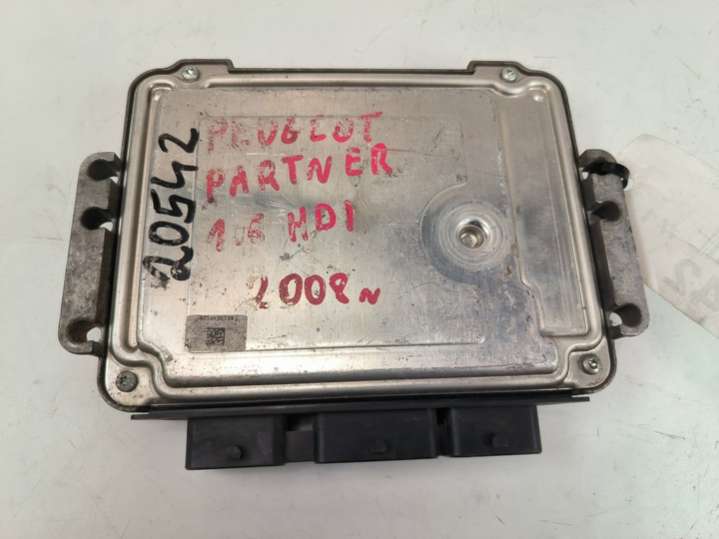 PEUGEOT
PARTNER
1.6 HDI
2008 N
20542